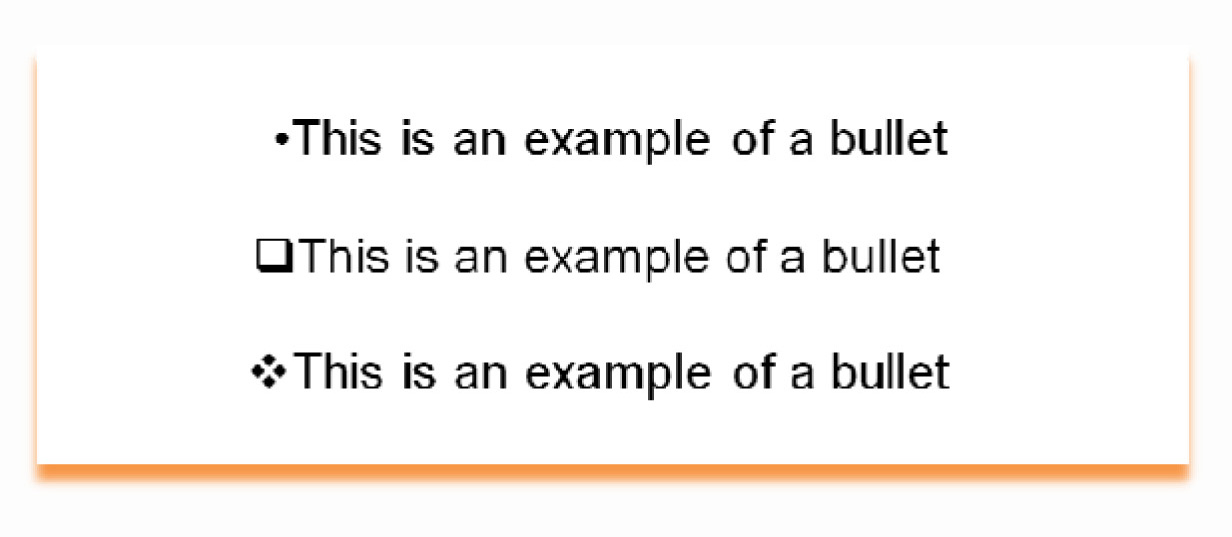 •This is an example of a bullet
❑This is an example of a bullet
❖This is an example of a bullet